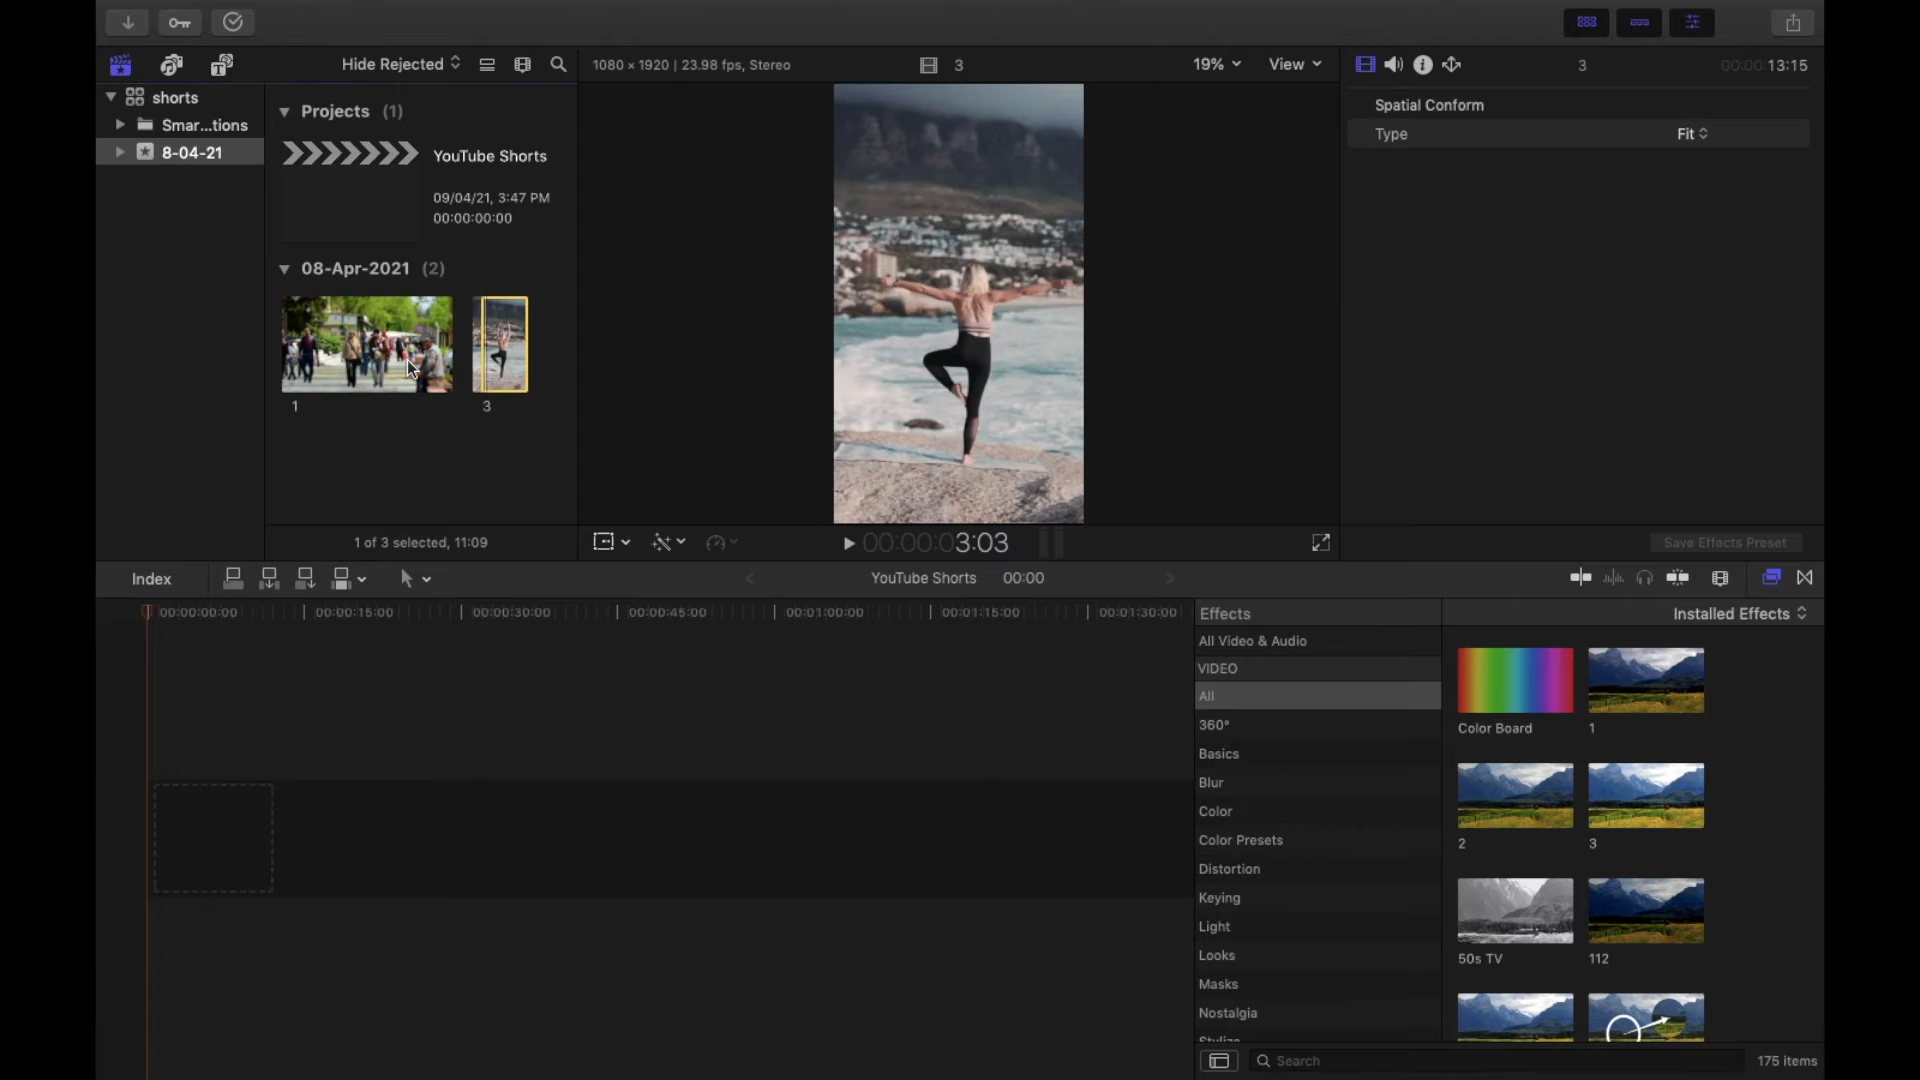 Hide Rejected
1080 × 1920 | 23.98 fps, Stereo
3
19%
View
3
00:00:13:15
shorts
Smar...tions
8-04-21
Projects (1)
YouTube Shorts
09/04/21, 3:47 PM
00:00:00:00
08-Apr-2021 (2)
1
3
1 of 3 selected, 11:09
00:00:03:03
Spatial Conform
Type
Fit
Save Effects Preset
Index
YouTube Shorts
00:00
00:00:00:00
00:00:15:00
00:00:30:00
00:00:45:00
00:01:00:00
00:01:15:00
00:01:30:00
Effects
Installed Effects
All Video & Audio
VIDEO
All
360°
Basics
Blur
Color
Color Presets
Distortion
Keying
Light
Looks
Masks
Nostalgia
Color Board
1
2
3
50s TV
112
Search
175 items